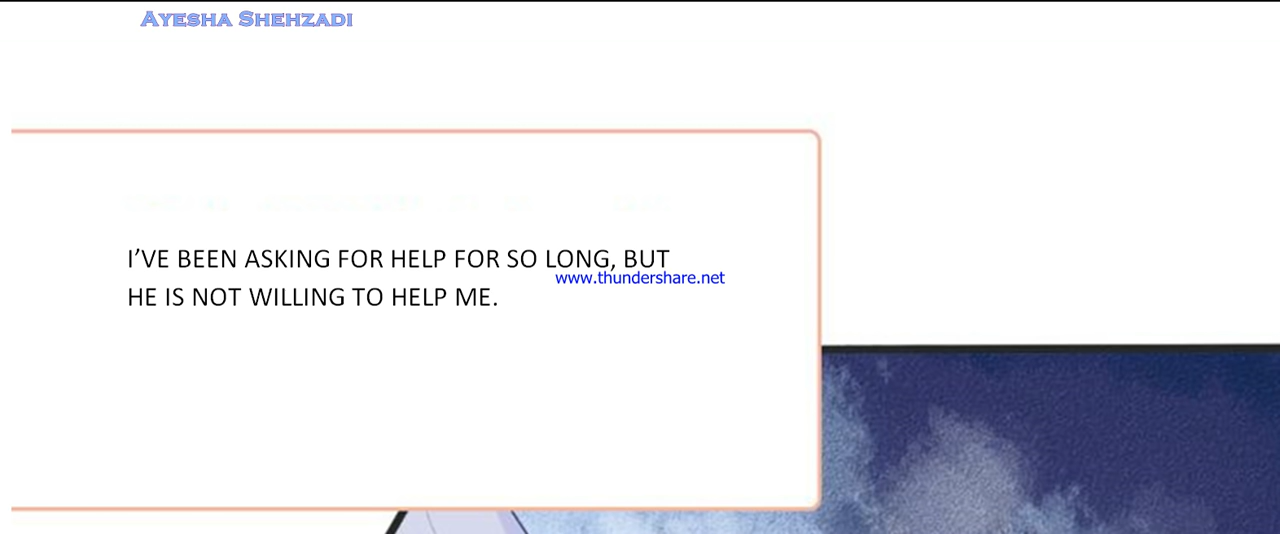 AYESHA SHEHZADI
I'VE BEEN ASKING FOR HELP FOR SO LONG, BUT
www.thundershare.net
HE IS NOT WILLING TO HELP ME.